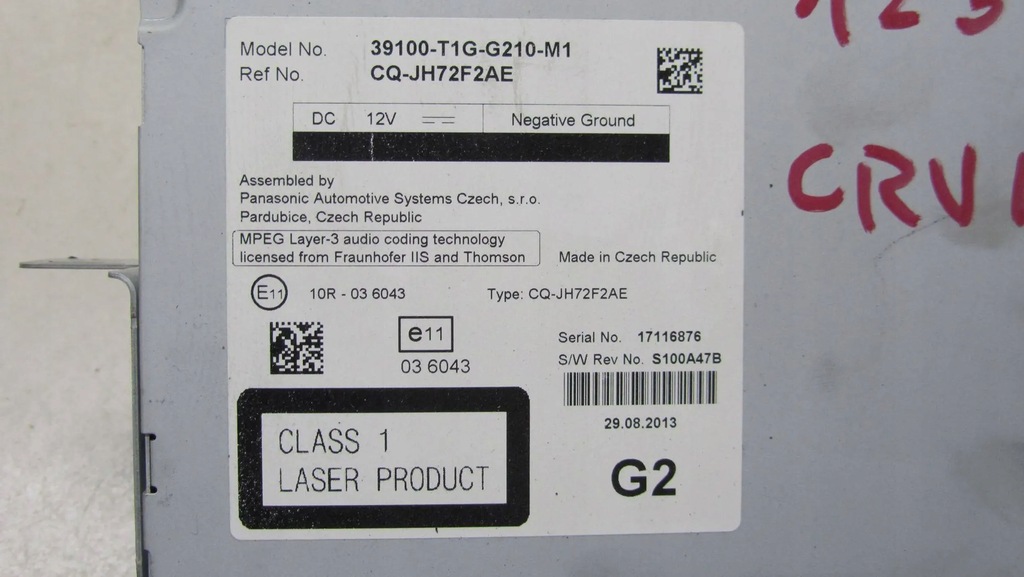 Model No. 39100-T1G-G210-M1
Ref No. CQ-JH72F2AE
DC 12V Negative Ground
Assembled by
Panasonic Automotive Systems Czech, s.r.o.
Pardubice, Czech Republic
MPEG Layer-3 audio coding technology
licensed from Fraunhofer IIS and Thomson
Made in Czech Republic
E11 10R - 03 6043 Type: CQ-JH72F2AE
e11
03 6043
Serial No. 17116876
S/W Rev No. S100A47B
29.08.2013
CLASS 1
LASER PRODUCT
G2
CRV